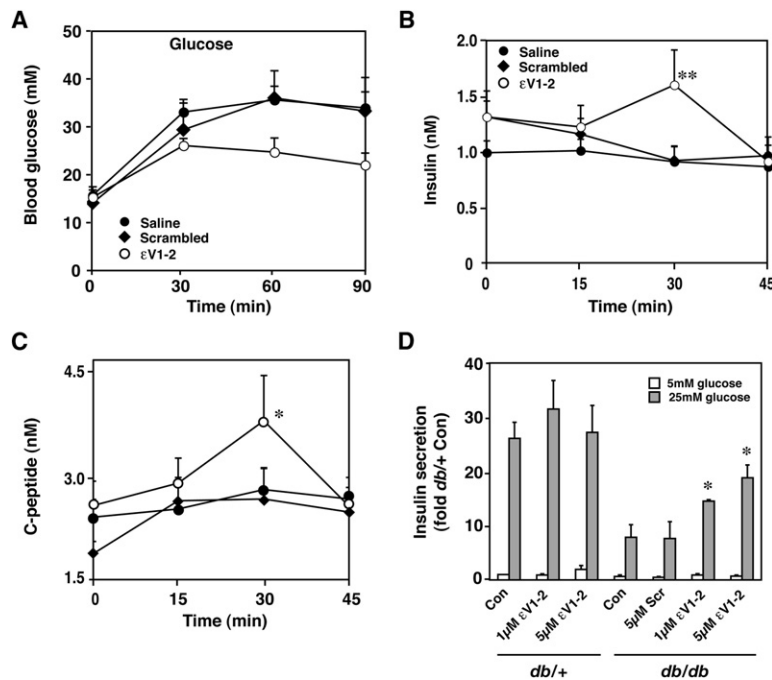 A
Glucose
Blood glucose (mM)
50
40
30
20
10
0
Saline
Scrambled
εV1-2
0 30 60 90
Time (min)
B
Insulin (nM)
2.0
1.5
1.0
0.5
0
Saline
Scrambled
εV1-2
**
0 15 30 45
Time (min)
C
C-peptide (nM)
4.5
3.0
1.5
*
0 15 30 45
Time (min)
D
Insulin secretion
(fold db/+ Con)
40
30
20
10
0
5mM glucose
25mM glucose
*
*
Con
1µM εV1-2
5µM εV1-2
Con
5µM Scr
1µM εV1-2
5µM εV1-2
db/+ db/db